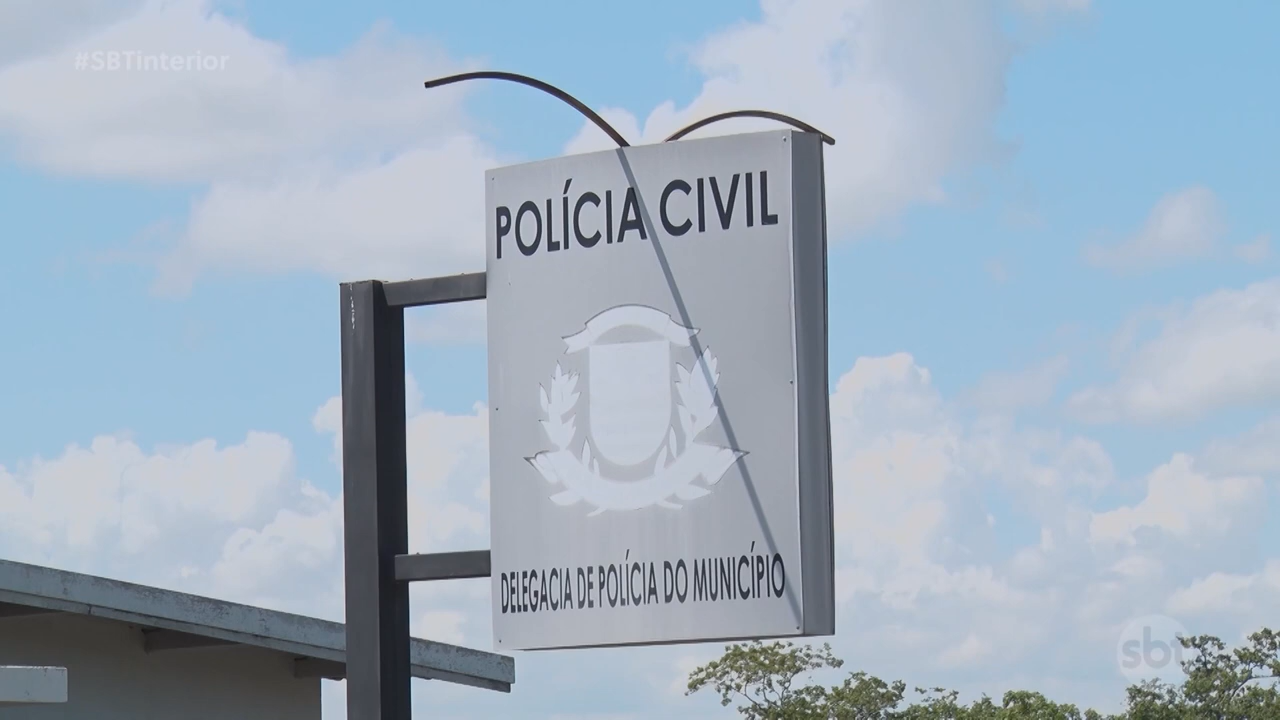 #SBTinterior
POLÍCIA CIVIL
DELEGACIA DE POLÍCIA DO MUNICÍPIO
sbt